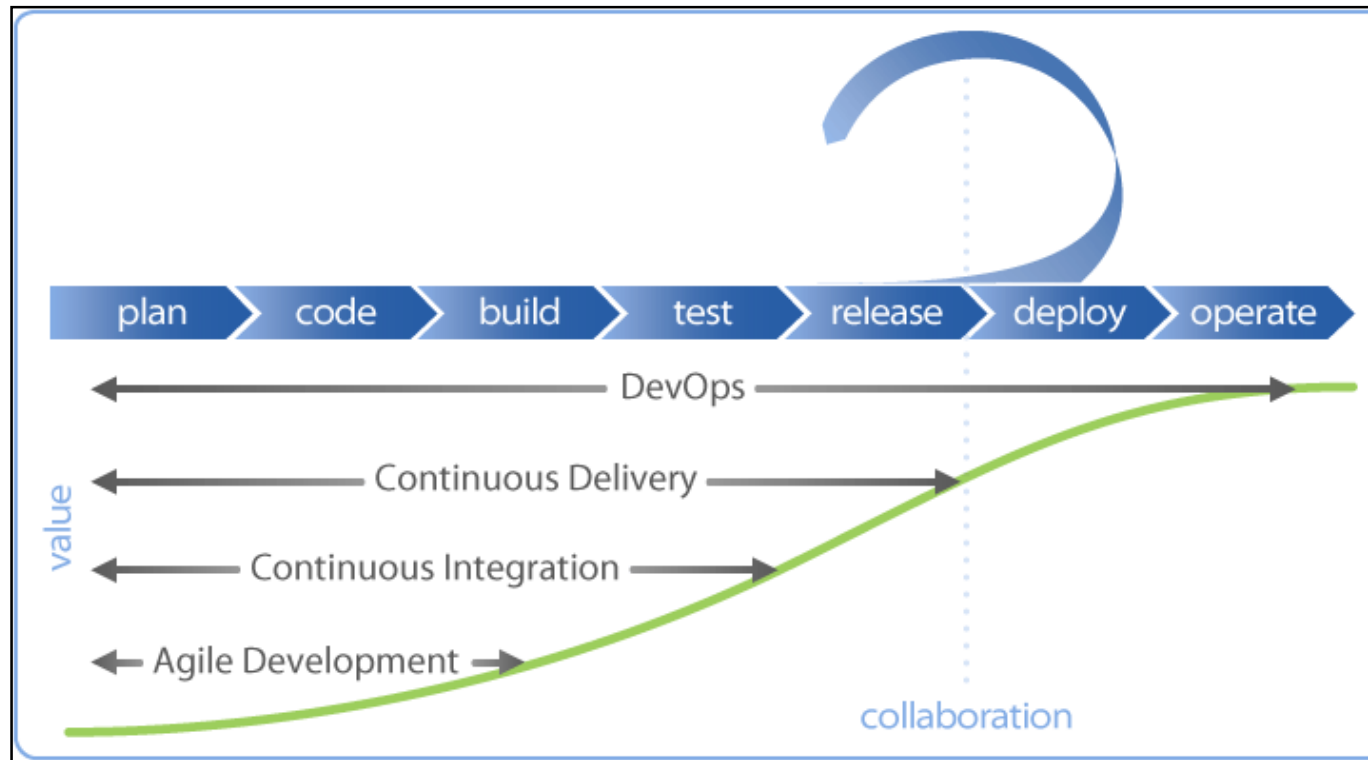 plan code build test release deploy operate
DevOps
Continuous Delivery
value
Continuous Integration
Agile Development
collaboration